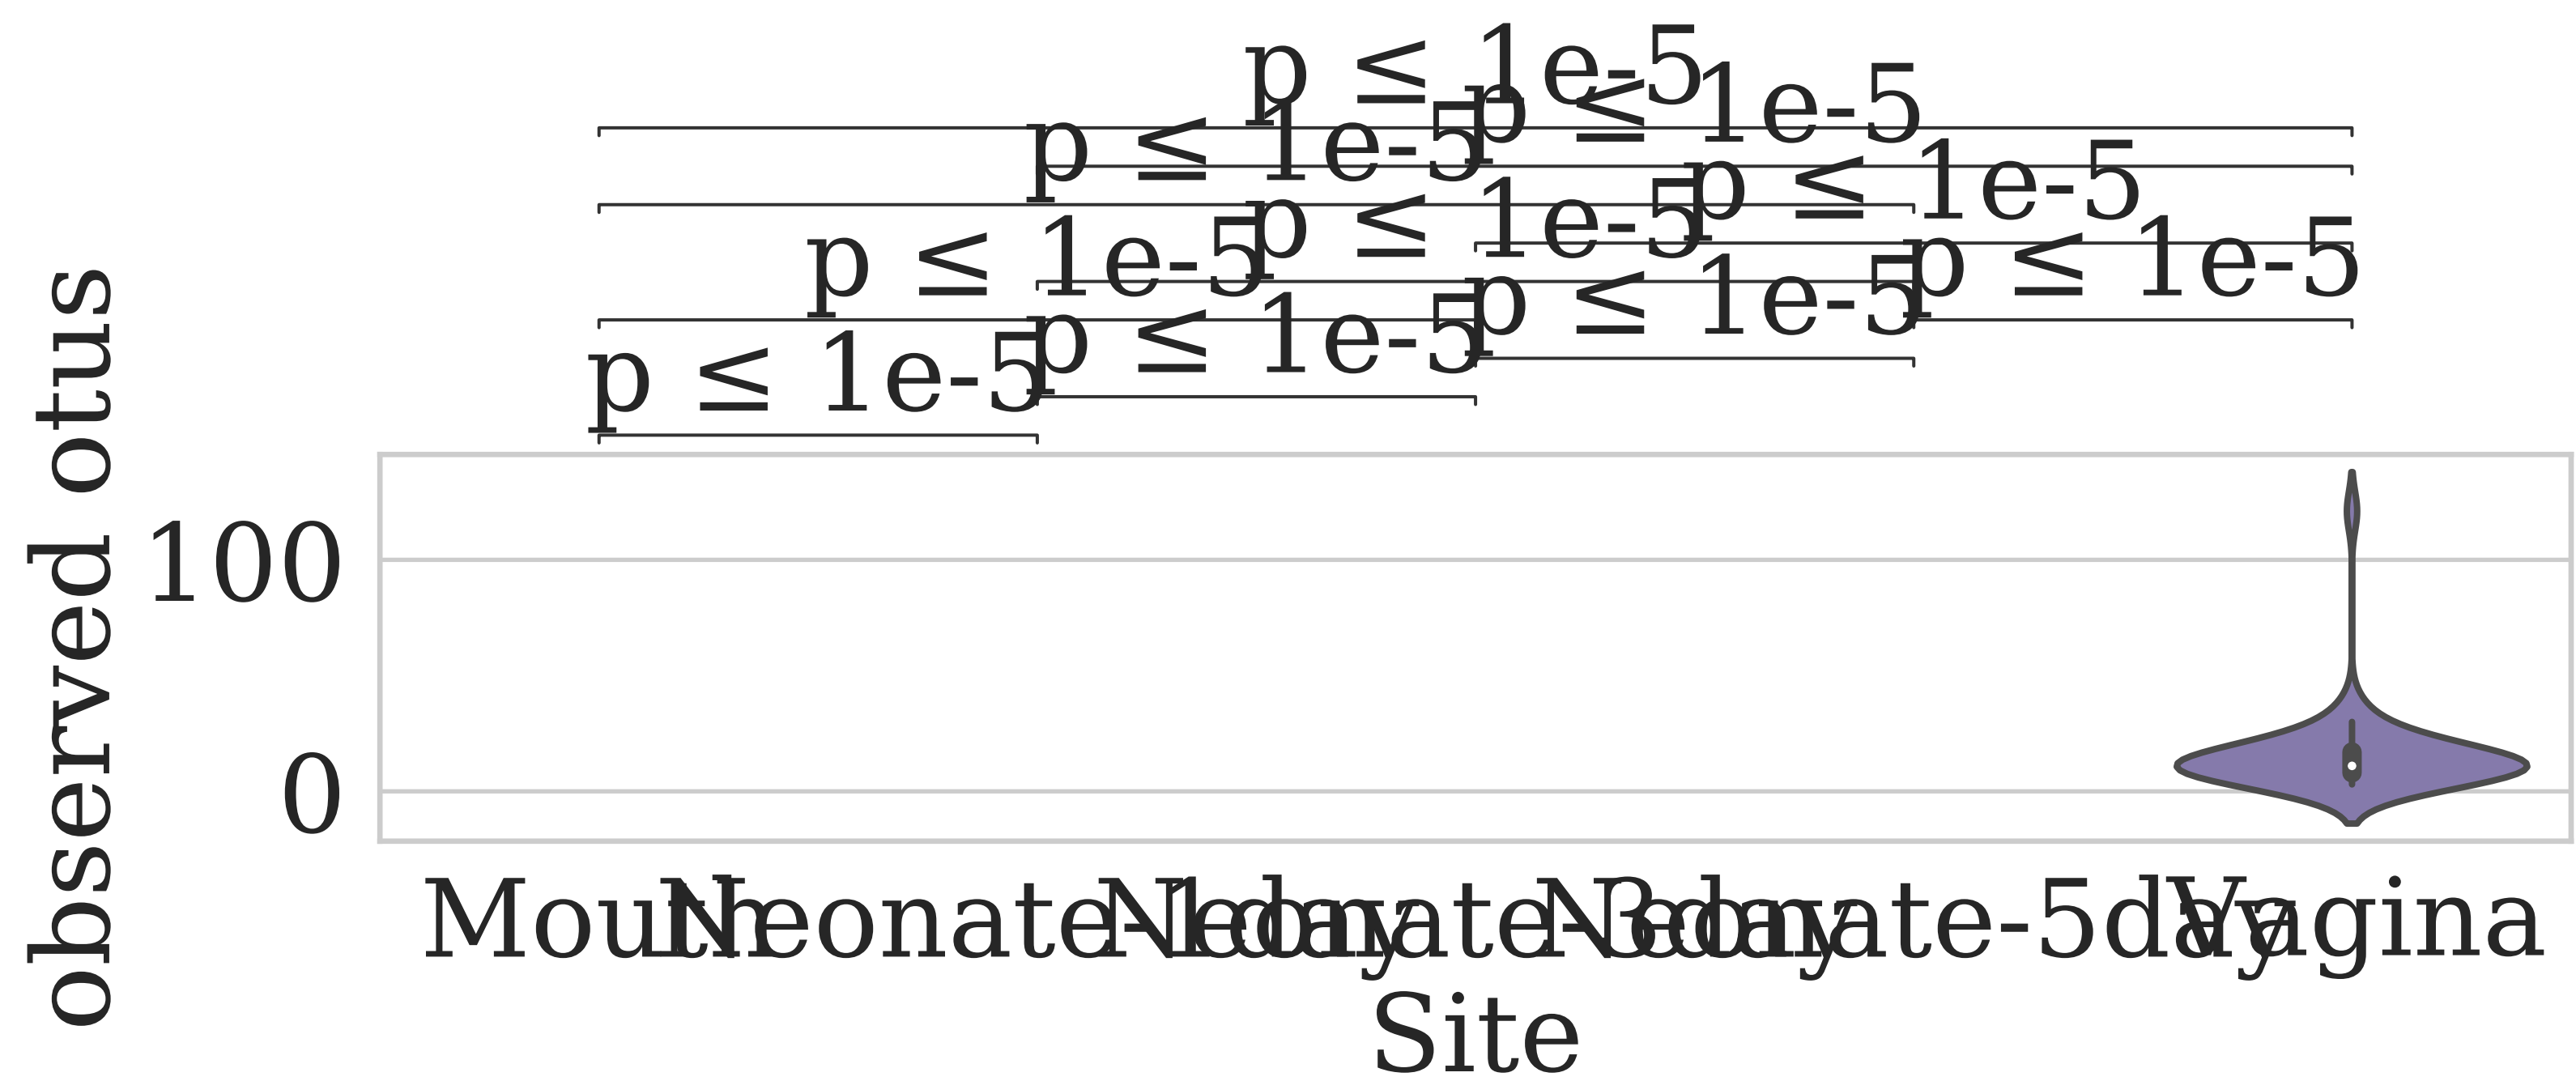 p ≤ 1e-5
p ≤ 1e-5
p ≤ 1e-5
p ≤ 1e-5
p ≤ 1e-5
p ≤ 1e-5
p ≤ 1e-5
p ≤ 1e-5
p ≤ 1e-5
p ≤ 1e-5
observed otus
100
0
Mouth
Neonate-1day
Neonate-3day
Neonate-5day
Vagina
Site